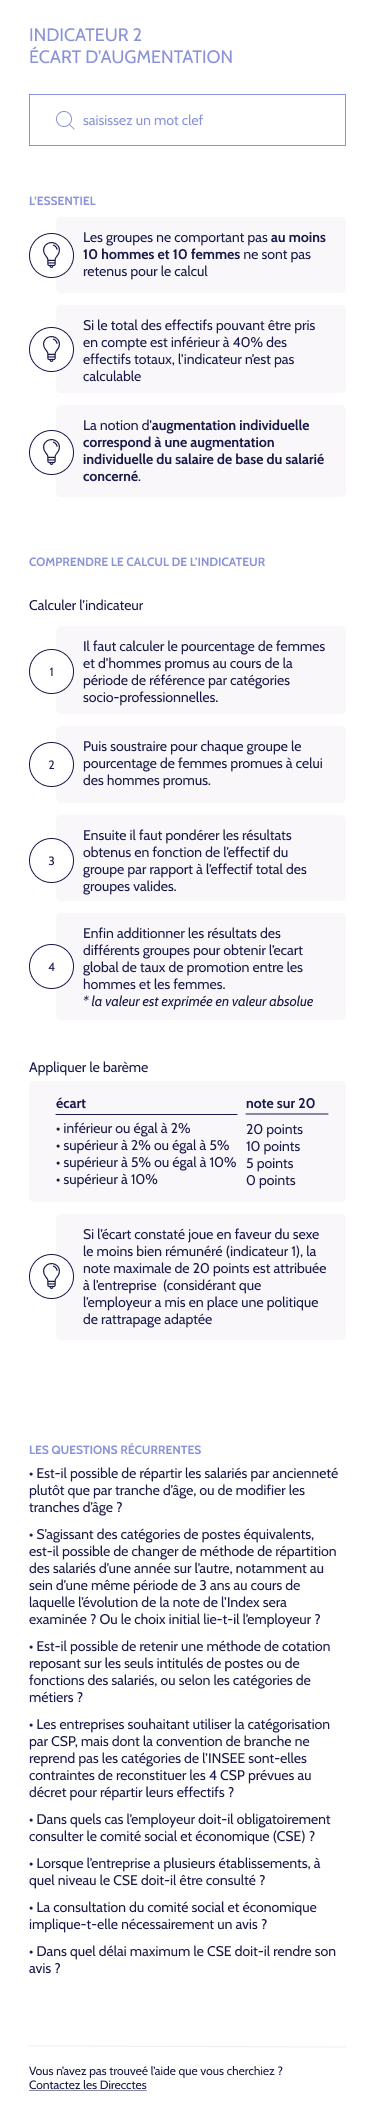 INDICATEUR 2
ÉCART D'AUGMENTATION
saisissez un mot clef
L'ESSENTIEL
Les groupes ne comportant pas au moins
10 hommes et 10 femmes ne sont pas
retenus pour le calcul
Si le total des effectifs pouvant être pris
en compte est inférieur à 40% des
effectifs totaux, l'indicateur n'est pas
calculable
La notion d'augmentation individuelle
correspond à une augmentation
individuelle du salaire de base du salarié
concerné.
COMPRENDRE LE CALCUL DE L'INDICATEUR
Calculer l'indicateur
1
Il faut calculer le pourcentage de femmes
et d'hommes promus au cours de la
période de référence par catégories
socio-professionnelles.
2
Puis soustraire pour chaque groupe le
pourcentage de femmes promues à celui
des hommes promus.
3
Ensuite il faut pondérer les résultats
obtenus en fonction de l'effectif du
groupe par rapport à l'effectif total des
groupes valides.
4
Enfin additionner les résultats des
différents groupes pour obtenir l'ecart
global de taux de promotion entre les
hommes et les femmes.
* la valeur est exprimée en valeur absolue
Appliquer le barème
écart note sur 20
• inférieur ou égal à 2% 20 points
• supérieur à 2% ou égal à 5% 10 points
• supérieur à 5% ou égal à 10% 5 points
• supérieur à 10% 0 points
Si l'écart constaté joue en faveur du sexe
le moins bien rémunéré (indicateur 1), la
note maximale de 20 points est attribuée
à l'entreprise (considérant que
l'employeur a mis en place une politique
de rattrapage adaptée
LES QUESTIONS RÉCURRENTES
• Est-il possible de répartir les salariés par ancienneté
plutôt que par tranche d'âge, ou de modifier les
tranches d'âge ?
• S'agissant des catégories de postes équivalents,
est-il possible de changer de méthode de répartition
des salariés d'une année sur l'autre, notamment au
sein d'une même période de 3 ans au cours de
laquelle l'évolution de la note de l'Index sera
examinée ? Ou le choix initial lie-t-il l'employeur ?
• Est-il possible de retenir une méthode de cotation
reposant sur les seuls intitulés de postes ou de
fonctions des salariés, ou selon les catégories de
métiers ?
• Les entreprises souhaitant utiliser la catégorisation
par CSP, mais dont la convention de branche ne
reprend pas les catégories de l'INSEE sont-elles
contraintes de reconstituer les 4 CSP prévues au
décret pour répartir leurs effectifs ?
• Dans quels cas l'employeur doit-il obligatoirement
consulter le comité social et économique (CSE) ?
• Lorsque l'entreprise a plusieurs établissements, à
quel niveau le CSE doit-il être consulté ?
• La consultation du comité social et économique
implique-t-elle nécessairement un avis ?
• Dans quel délai maximum le CSE doit-il rendre son
avis ?
Vous n'avez pas trouveé l'aide que vous cherchiez ?
Contactez les Direcctes